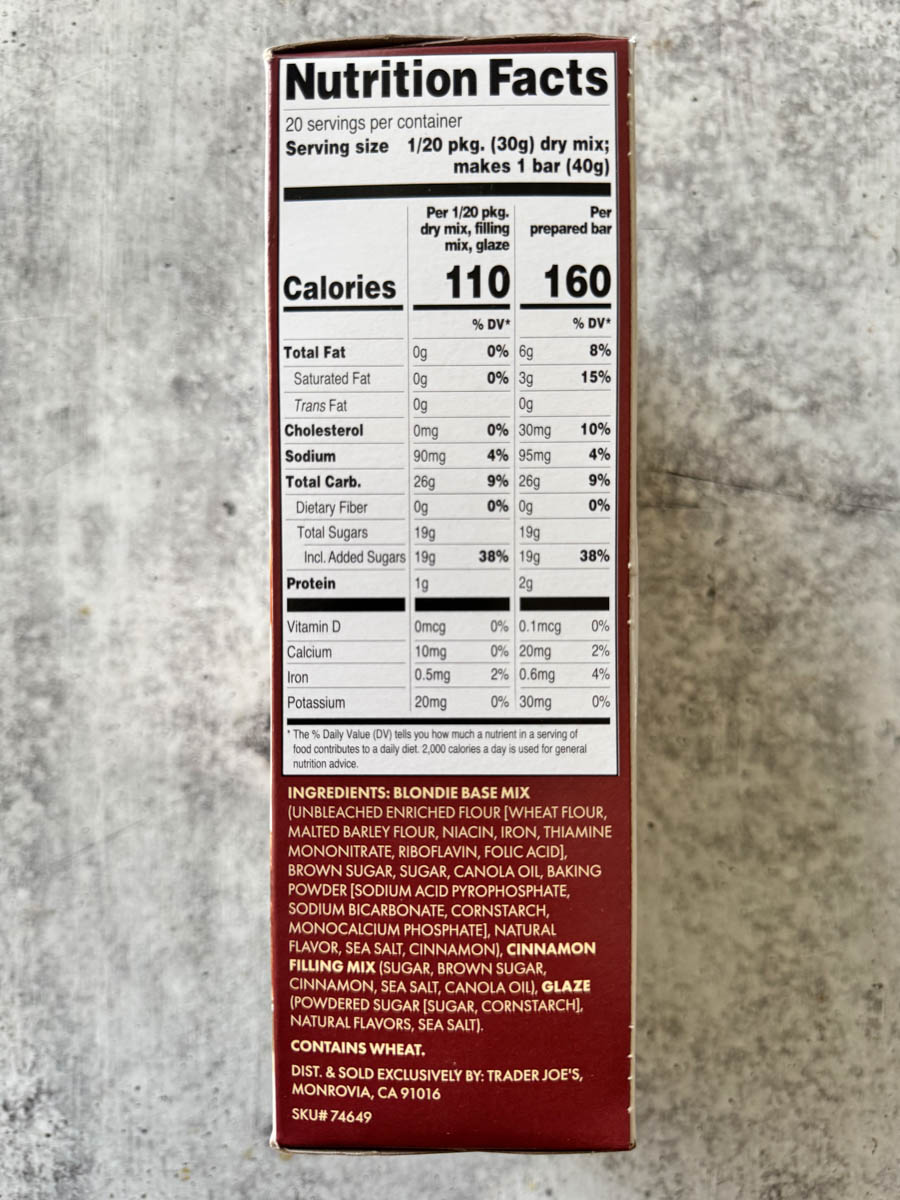 Nutrition Facts
20 servings per container
Serving size 1/20 pkg. (30g) dry mix;
makes 1 bar (40g)
Per 1/20 pkg. Per
dry mix, filling prepared bar
mix, glaze
Calories 110 160
% DV* % DV*
Total Fat 0g 0% 6g 8%
Saturated Fat 0g 0% 3g 15%
Trans Fat 0g 0g
Cholesterol 0mg 0% 30mg 10%
Sodium 90mg 4% 95mg 4%
Total Carb. 26g 9% 26g 9%
Dietary Fiber 0g 0% 0g 0%
Total Sugars 19g 19g
Incl. Added Sugars 19g 38% 19g 38%
Protein 1g 2g
Vitamin D 0mcg 0% 0.1mcg 0%
Calcium 10mg 0% 20mg 2%
Iron 0.5mg 2% 0.6mg 4%
Potassium 20mg 0% 30mg 0%
* The % Daily Value (DV) tells you how much a nutrient in a serving of
food contributes to a daily diet. 2,000 calories a day is used for general
nutrition advice.
INGREDIENTS: BLONDIE BASE MIX
(UNBLEACHED ENRICHED FLOUR [WHEAT FLOUR,
MALTED BARLEY FLOUR, NIACIN, IRON, THIAMINE
MONONITRATE, RIBOFLAVIN, FOLIC ACID],
BROWN SUGAR, SUGAR, CANOLA OIL, BAKING
POWDER [SODIUM ACID PYROPHOSPHATE,
SODIUM BICARBONATE, CORNSTARCH,
MONOCALCIUM PHOSPHATE], NATURAL
FLAVOR, SEA SALT, CINNAMON), CINNAMON
FILLING MIX (SUGAR, BROWN SUGAR,
CINNAMON, SEA SALT, CANOLA OIL), GLAZE
(POWDERED SUGAR [SUGAR, CORNSTARCH],
NATURAL FLAVORS, SEA SALT).
CONTAINS WHEAT.
DIST. & SOLD EXCLUSIVELY BY: TRADER JOE'S,
MONROVIA, CA 91016
SKU# 74649